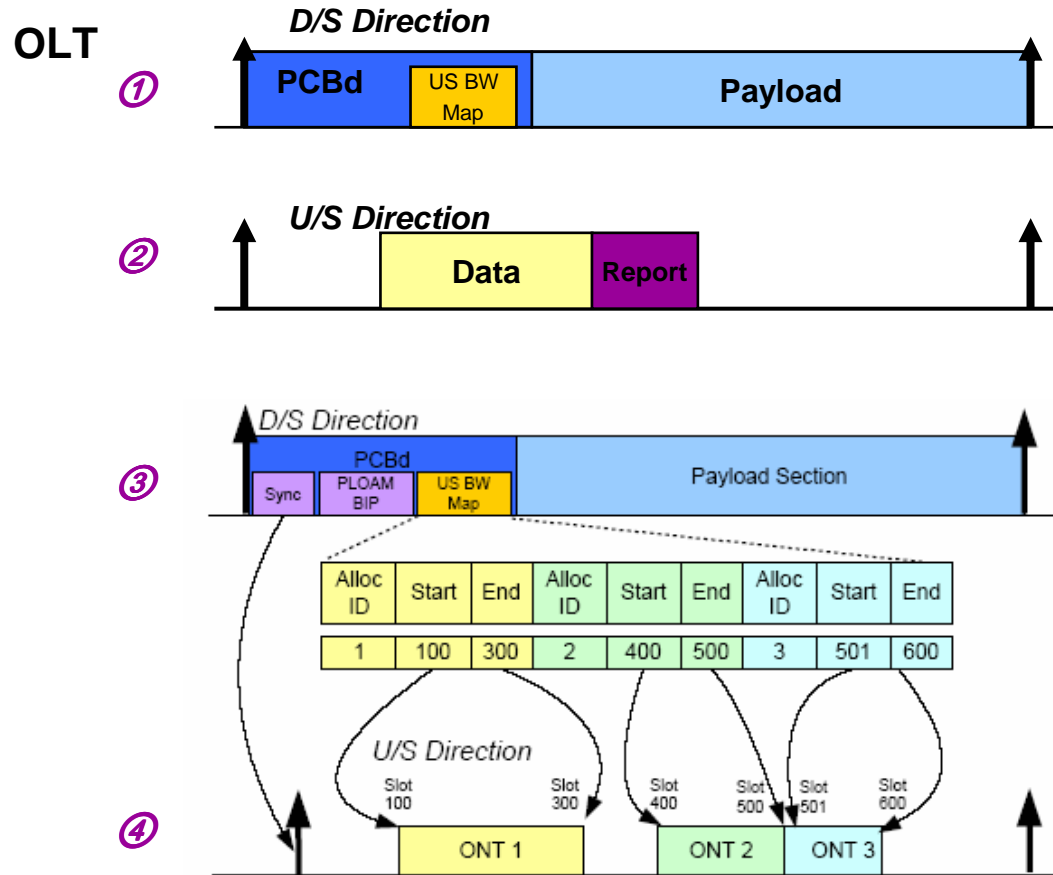 OLT
D/S Direction
①
PCBd
US BW
Map
Payload
U/S Direction
②
Data
Report
D/S Direction
③
PCBd
Sync
PLOAM
BIP
US BW
Map
Payload Section
Alloc
ID
Start
End
Alloc
ID
Start
End
Alloc
ID
Start
End
1
100
300
2
400
500
3
501
600
U/S Direction
Slot
100
Slot
300
Slot
400
Slot
500
Slot
501
Slot
600
④
ONT 1
ONT 2
ONT 3